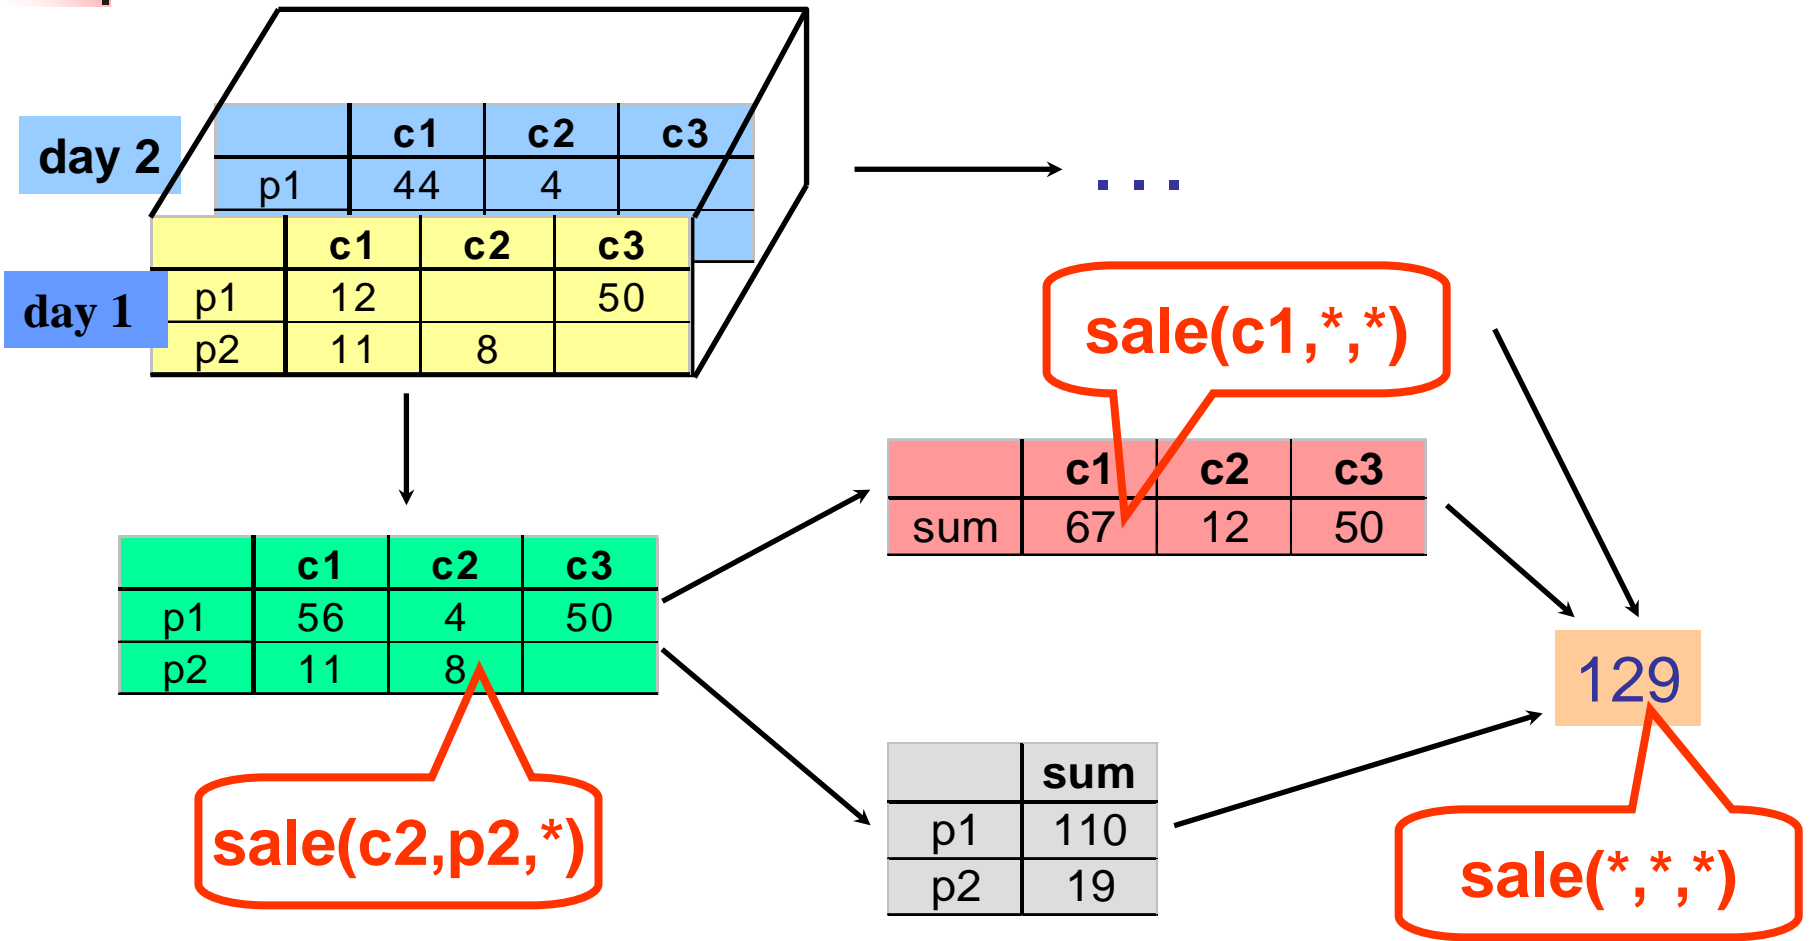 day 2
c1 c2 c3
p1 44 4
day 1
c1 c2 c3
p1 12 50
p2 11 8
. . .
sale(c1,*,*)
c1 c2 c3
sum 67 12 50
c1 c2 c3
p1 56 4 50
p2 11 8
sale(c2,p2,*)
sum
p1 110
p2 19
129
sale(*,*,*)